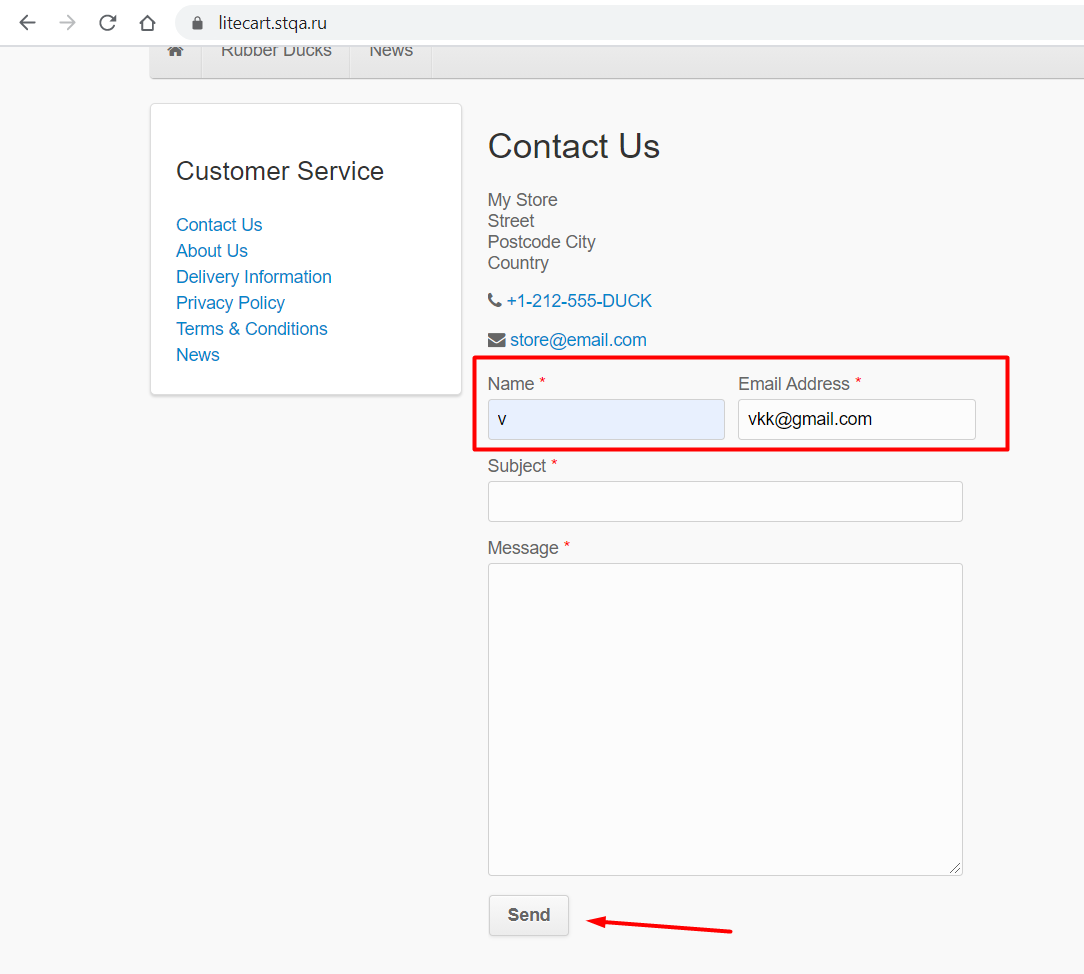 litecart.stqa.ru
Rubber Ducks News
Customer Service
Contact Us
About Us
Delivery Information
Privacy Policy
Terms & Conditions
News
Contact Us
My Store
Street
Postcode City
Country
+1-212-555-DUCK
store@email.com
Name * Email Address *
v vkk@gmail.com
Subject *
Message *
Send